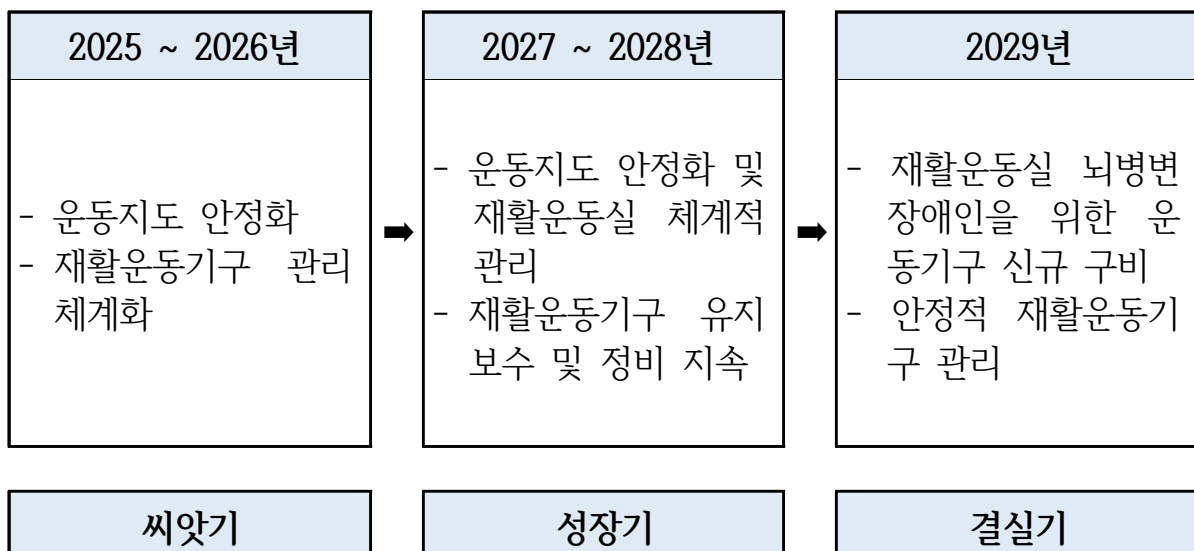 2025 ~ 2026년
- 운동지도 안정화
- 재활운동기구 관리
체계화
➡
2027 ~ 2028년
- 운동지도 안정화 및
재활운동실 체계적
관리
- 재활운동기구 유지
보수 및 정비 지속
➡
2029년
- 재활운동실 뇌병변
장애인을 위한 운
동기구 신규 구비
- 안정적 재활운동기
구 관리
씨앗기
성장기
결실기